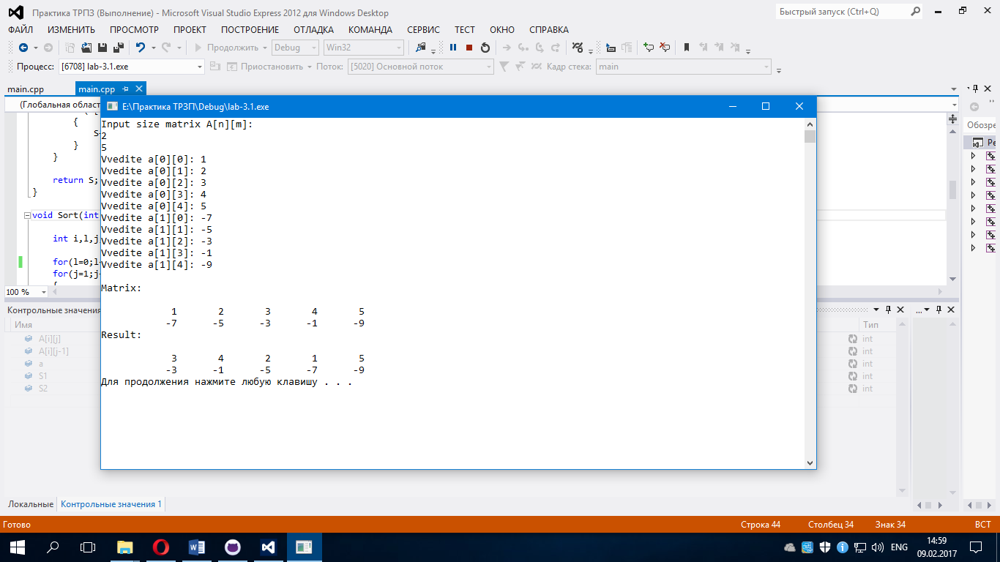 Практика ТРПЗ (Выполнение) - Microsoft Visual Studio Express 2012 для Windows Desktop
Быстрый запуск (Ctrl+Q)
ФАЙЛ ИЗМЕНИТЬ ПРОСМОТР ПРОЕКТ ПОСТРОЕНИЕ ОТЛАДКА КОМАНДА СЕРВИС ТЕСТ ОКНО СПРАВКА
Продолжить Debug Win32
Процесс: [6708] lab-3.1.exe Приостановить Поток: [5020] Основной поток Кадр стека: main
main.cpp main.cpp
(Глобальная област
E:\Практика ТРЗП\Debug\lab-3.1.exe
{
S
}
}
return S;
}
void Sort(int
int i,l,j
for(l=0;l
for(j=1;j
{
100 %
Input size matrix A[n][m]:
2
5
Vvedite a[0][0]: 1
Vvedite a[0][1]: 2
Vvedite a[0][2]: 3
Vvedite a[0][3]: 4
Vvedite a[0][4]: 5
Vvedite a[1][0]: -7
Vvedite a[1][1]: -5
Vvedite a[1][2]: -3
Vvedite a[1][3]: -1
Vvedite a[1][4]: -9
Matrix:
1 2 3 4 5
-7 -5 -3 -1 -9
Result:
3 4 2 1 5
-3 -1 -5 -7 -9
Для продолжения нажмите любую клавишу . . .
Обозре
Ре
Контрольные значения
...
Имя
Тип
A[i][j] int
A[i][j-1] int
a int
S1 int
S2 int
Локальные Контрольные значения 1
Готово Строка 44 Столбец 34 Знак 34 ВСТ
ENG
14:59
09.02.2017